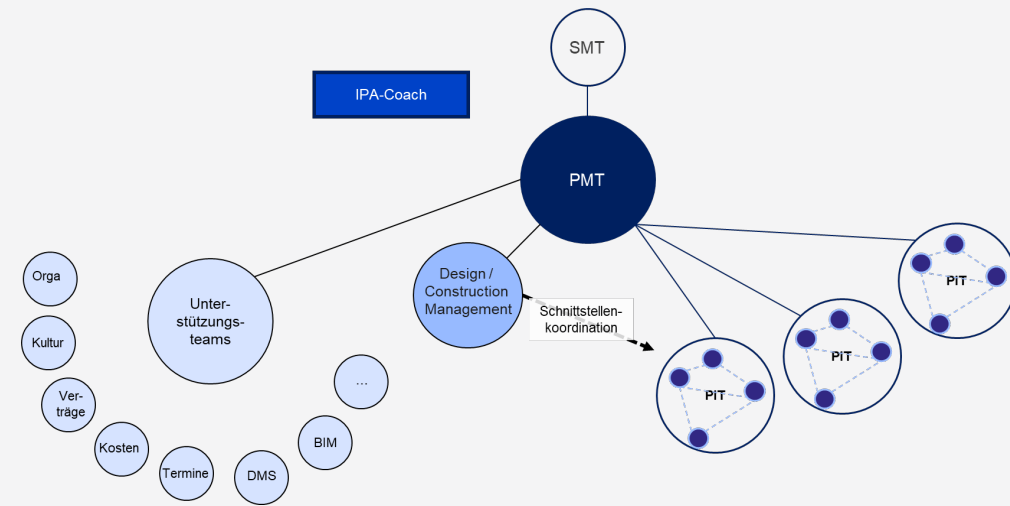 SMT
IPA-Coach
PMT
Orga
Kultur
Ver-
träge
Kosten
Termine
DMS
BIM
...
Unter-
stützungs-
teams
Design /
Construction
Management
Schnittstellen-
koordination
PIT
PIT
PIT